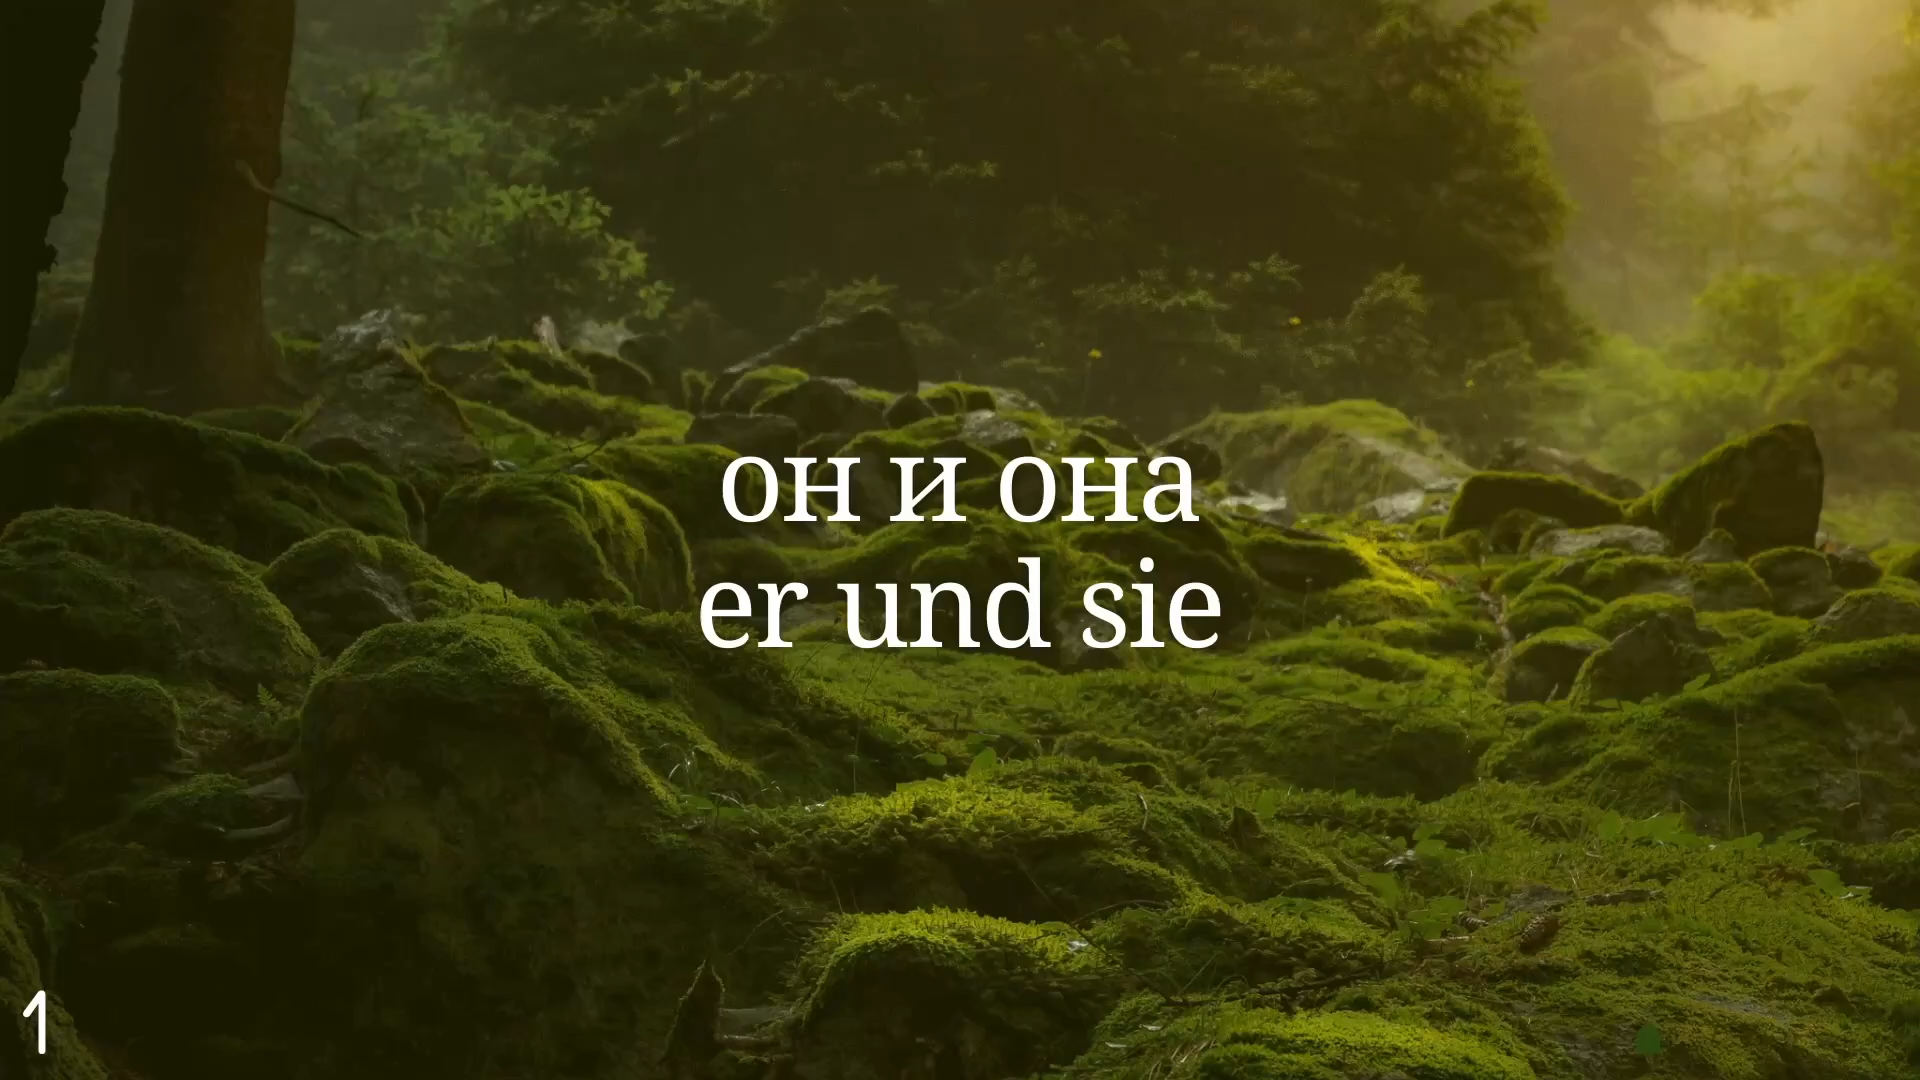 он и она
er und sie
1